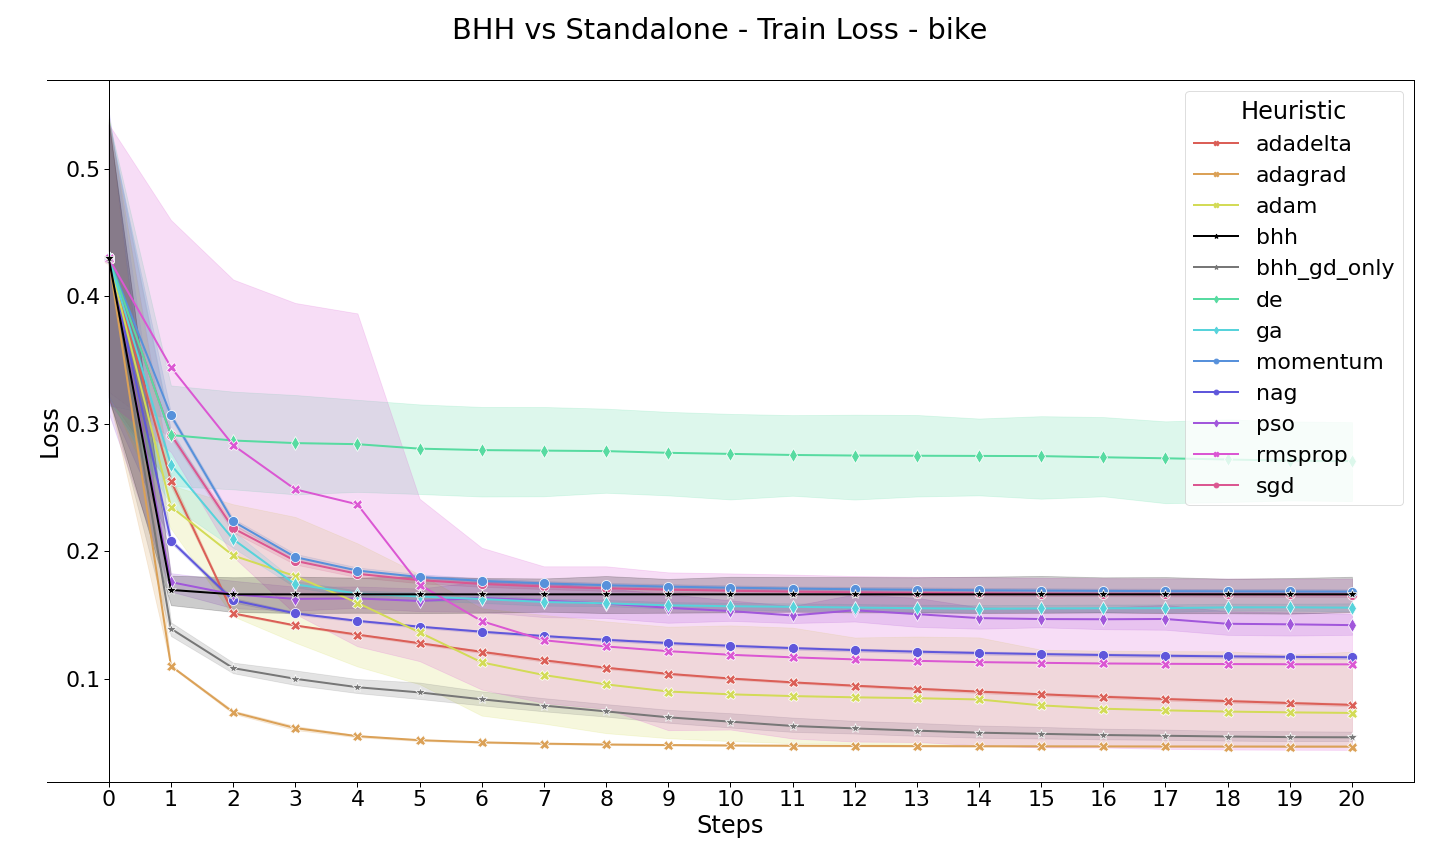 BHH vs Standalone - Train Loss - bike
Heuristic
adadelta
adagrad
adam
bhh
bhh_gd_only
de
ga
momentum
nag
pso
rmsprop
sgd
Loss
0.5
0.4
0.3
0.2
0.1
0 1 2 3 4 5 6 7 8 9 10 11 12 13 14 15 16 17 18 19 20
Steps